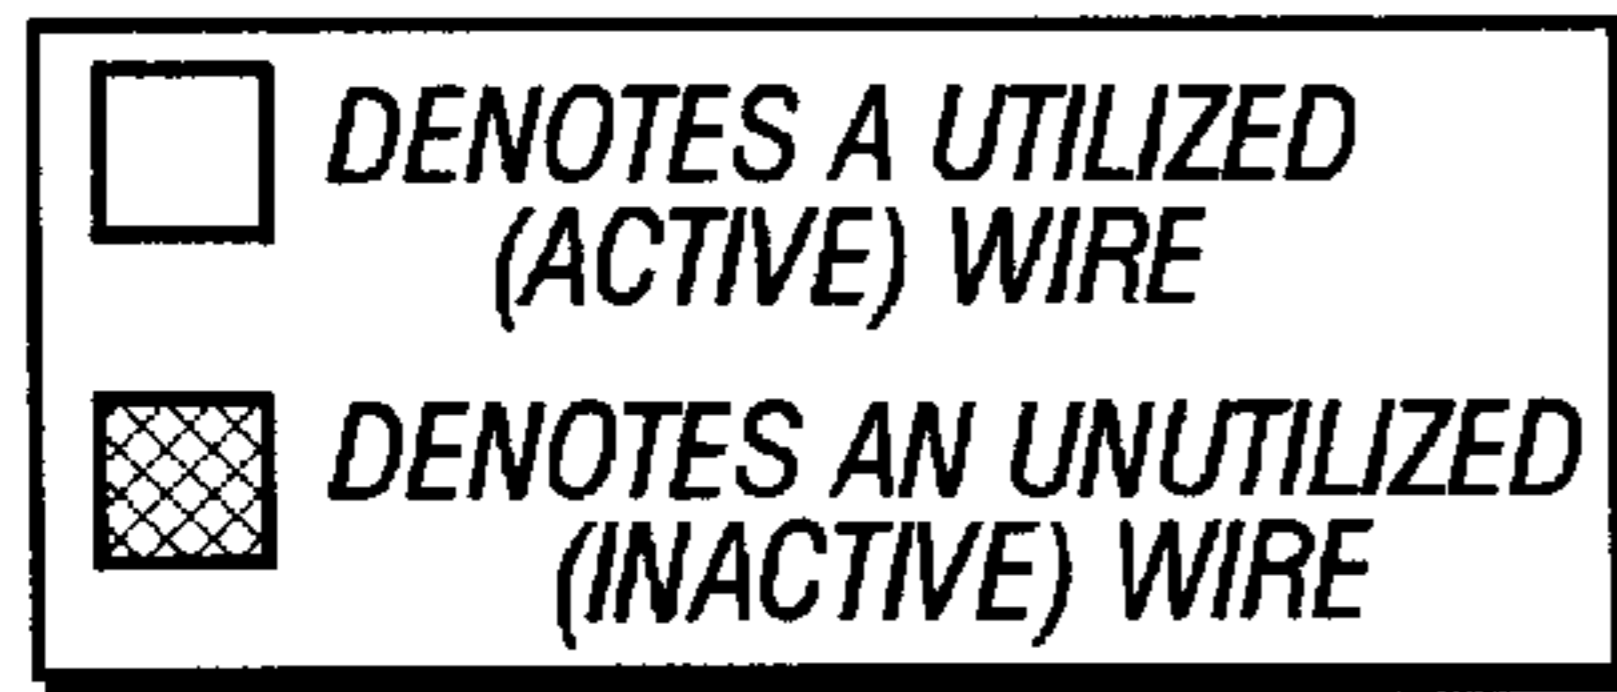 DENOTES A UTILIZED
(ACTIVE) WIRE
DENOTES AN UNUTILIZED
(INACTIVE) WIRE